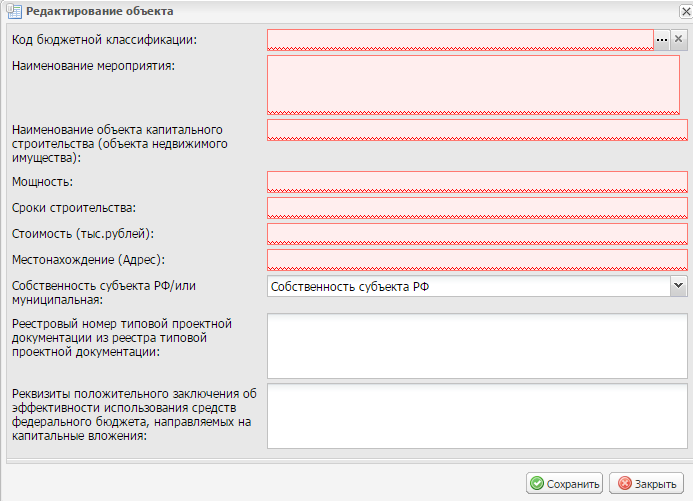 Редактирование объекта
Код бюджетной классификации:
Наименование мероприятия:
Наименование объекта капитального
строительства (объекта недвижимого
имущества):
Мощность:
Сроки строительства:
Стоимость (тыс.рублей):
Местонахождение (Адрес):
Собственность субъекта РФ/или
муниципальная:
Собственность субъекта РФ
Реестровый номер типовой проектной
документации из реестра типовой
проектной документации:
Реквизиты положительного заключения об
эффективности использования средств
федерального бюджета, направляемых на
капитальные вложения:
Сохранить
Закрыть